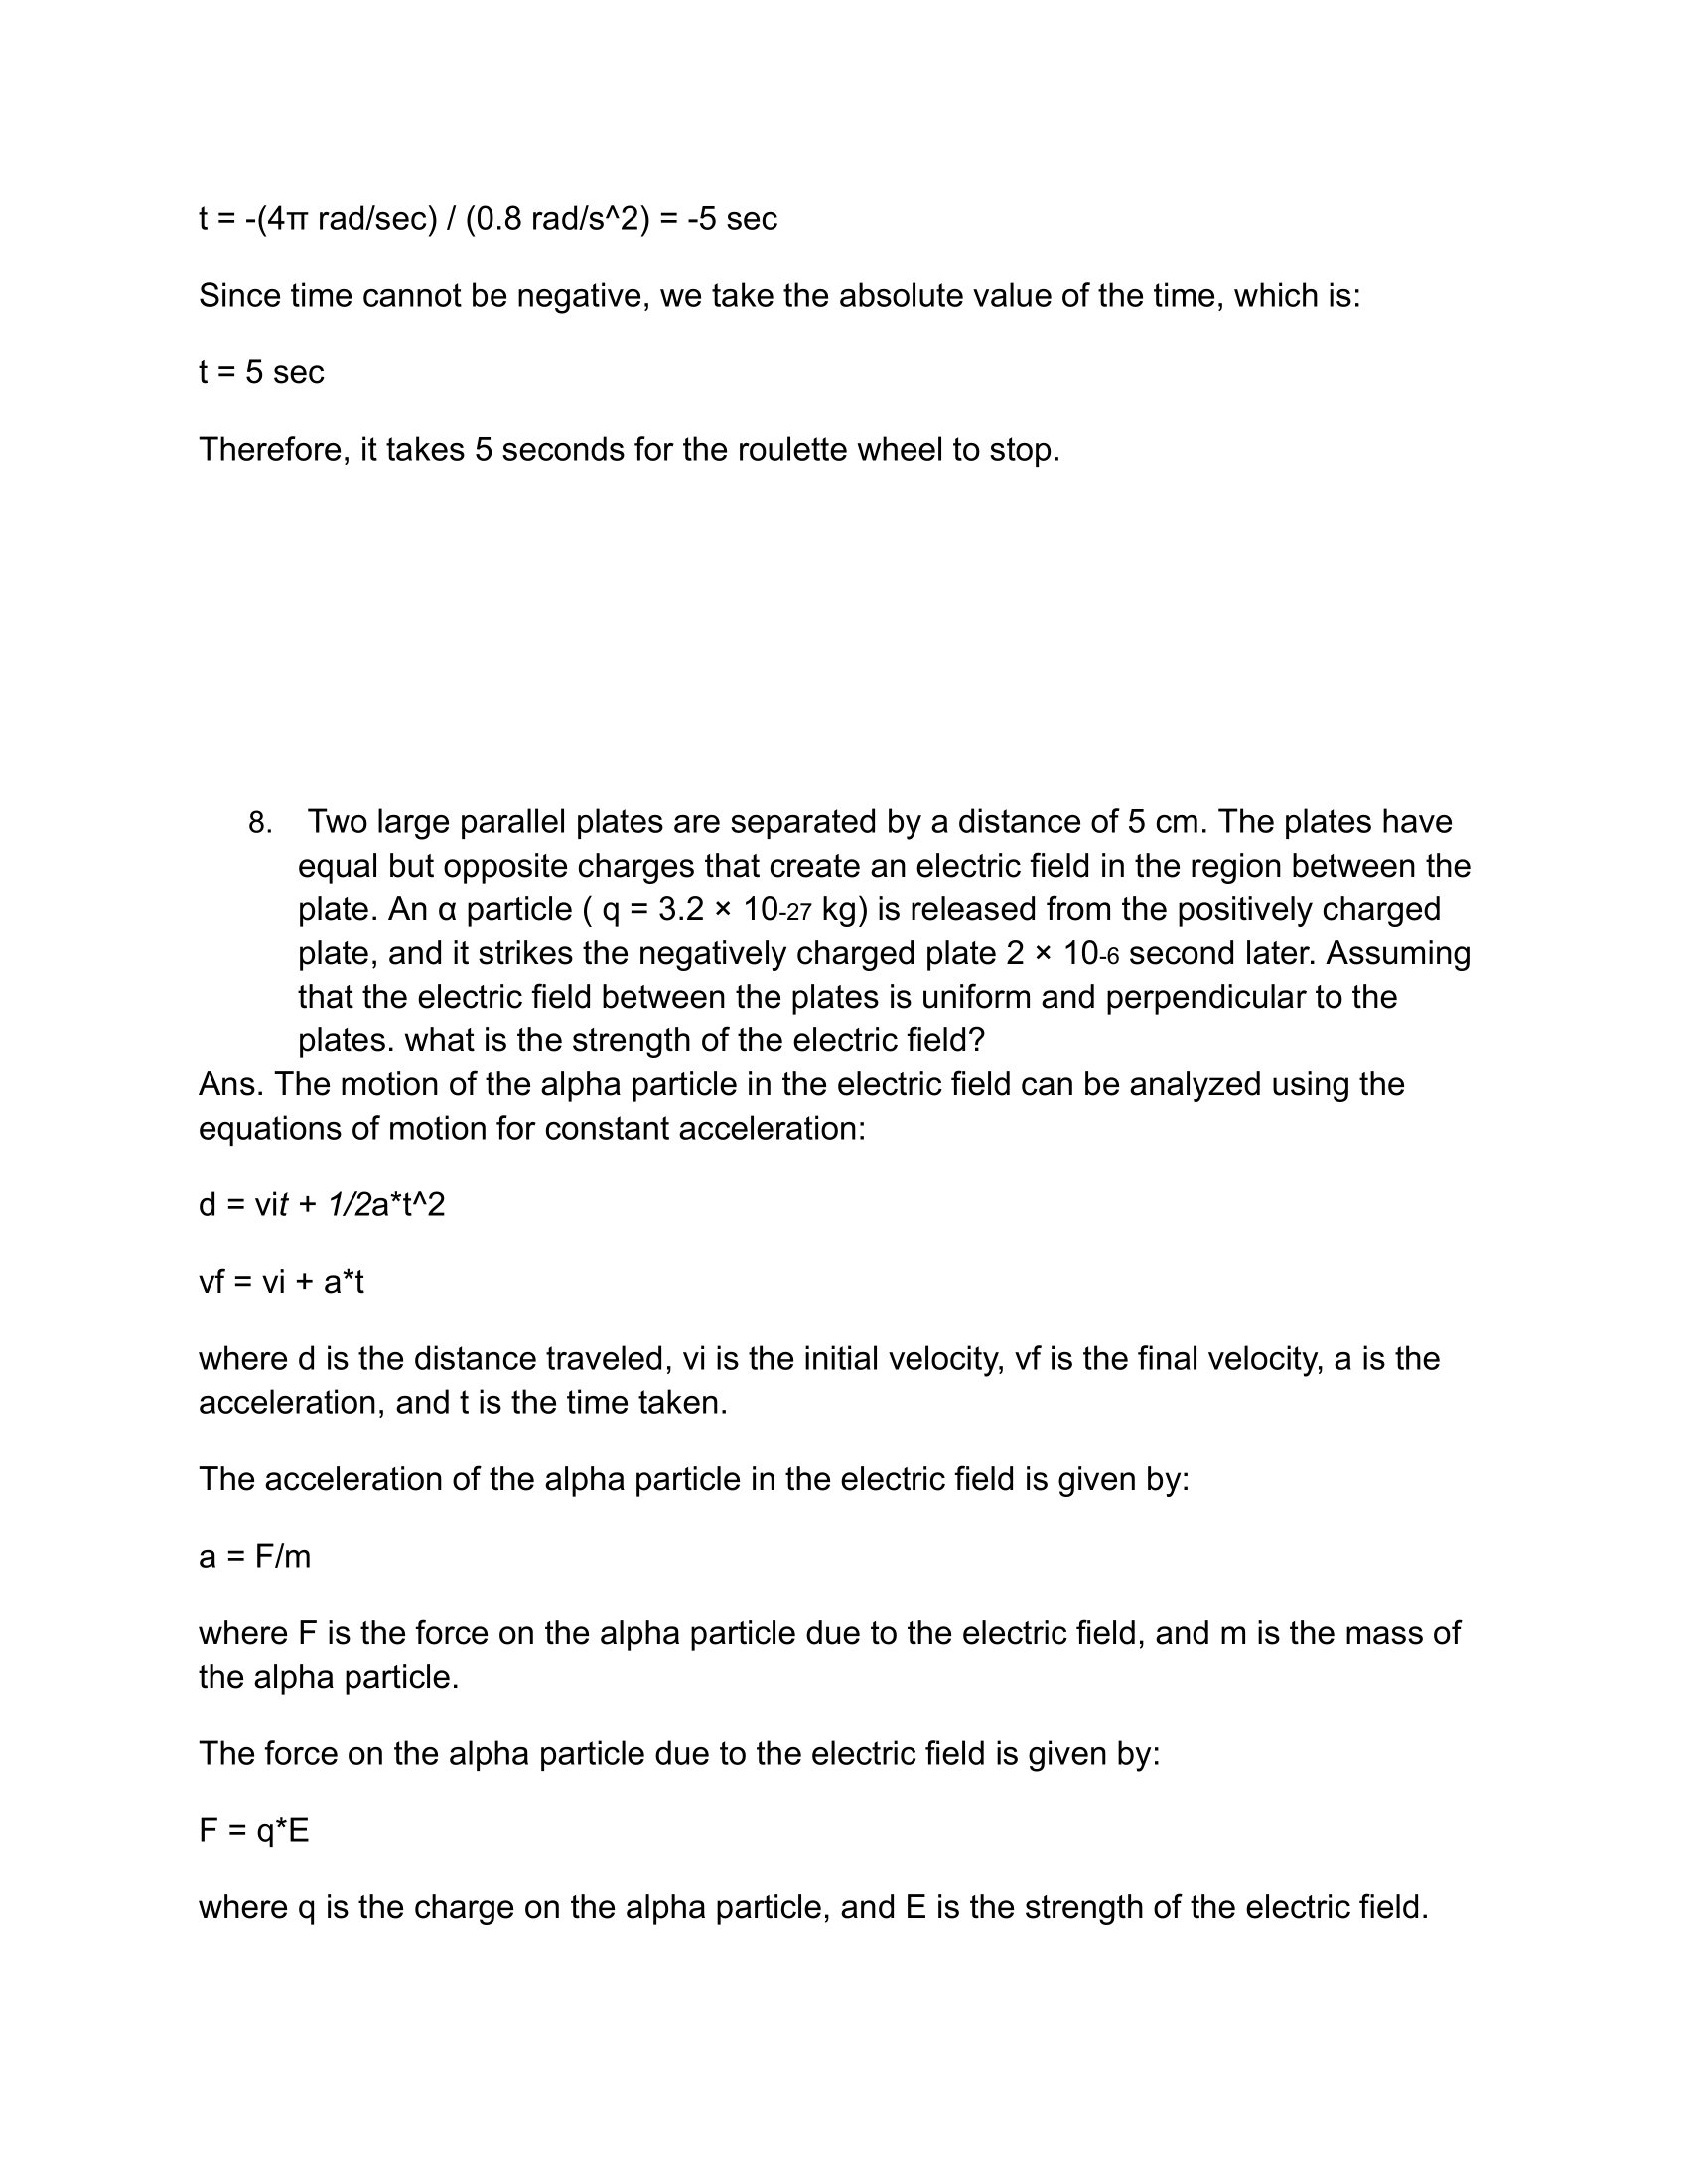 t = -(4π rad/sec) / (0.8 rad/s^2) = -5 sec
Since time cannot be negative, we take the absolute value of the time, which is:
t = 5 sec
Therefore, it takes 5 seconds for the roulette wheel to stop.
8. Two large parallel plates are separated by a distance of 5 cm. The plates have
equal but opposite charges that create an electric field in the region between the
plate. An α particle ( q = 3.2 × 10-27 kg) is released from the positively charged
plate, and it strikes the negatively charged plate 2 × 10-6 second later. Assuming
that the electric field between the plates is uniform and perpendicular to the
plates. what is the strength of the electric field?
Ans. The motion of the alpha particle in the electric field can be analyzed using the
equations of motion for constant acceleration:
d = vit + 1/2a*t^2
vf = vi + a*t
where d is the distance traveled, vi is the initial velocity, vf is the final velocity, a is the
acceleration, and t is the time taken.
The acceleration of the alpha particle in the electric field is given by:
a = F/m
where F is the force on the alpha particle due to the electric field, and m is the mass of
the alpha particle.
The force on the alpha particle due to the electric field is given by:
F = q*E
where q is the charge on the alpha particle, and E is the strength of the electric field.